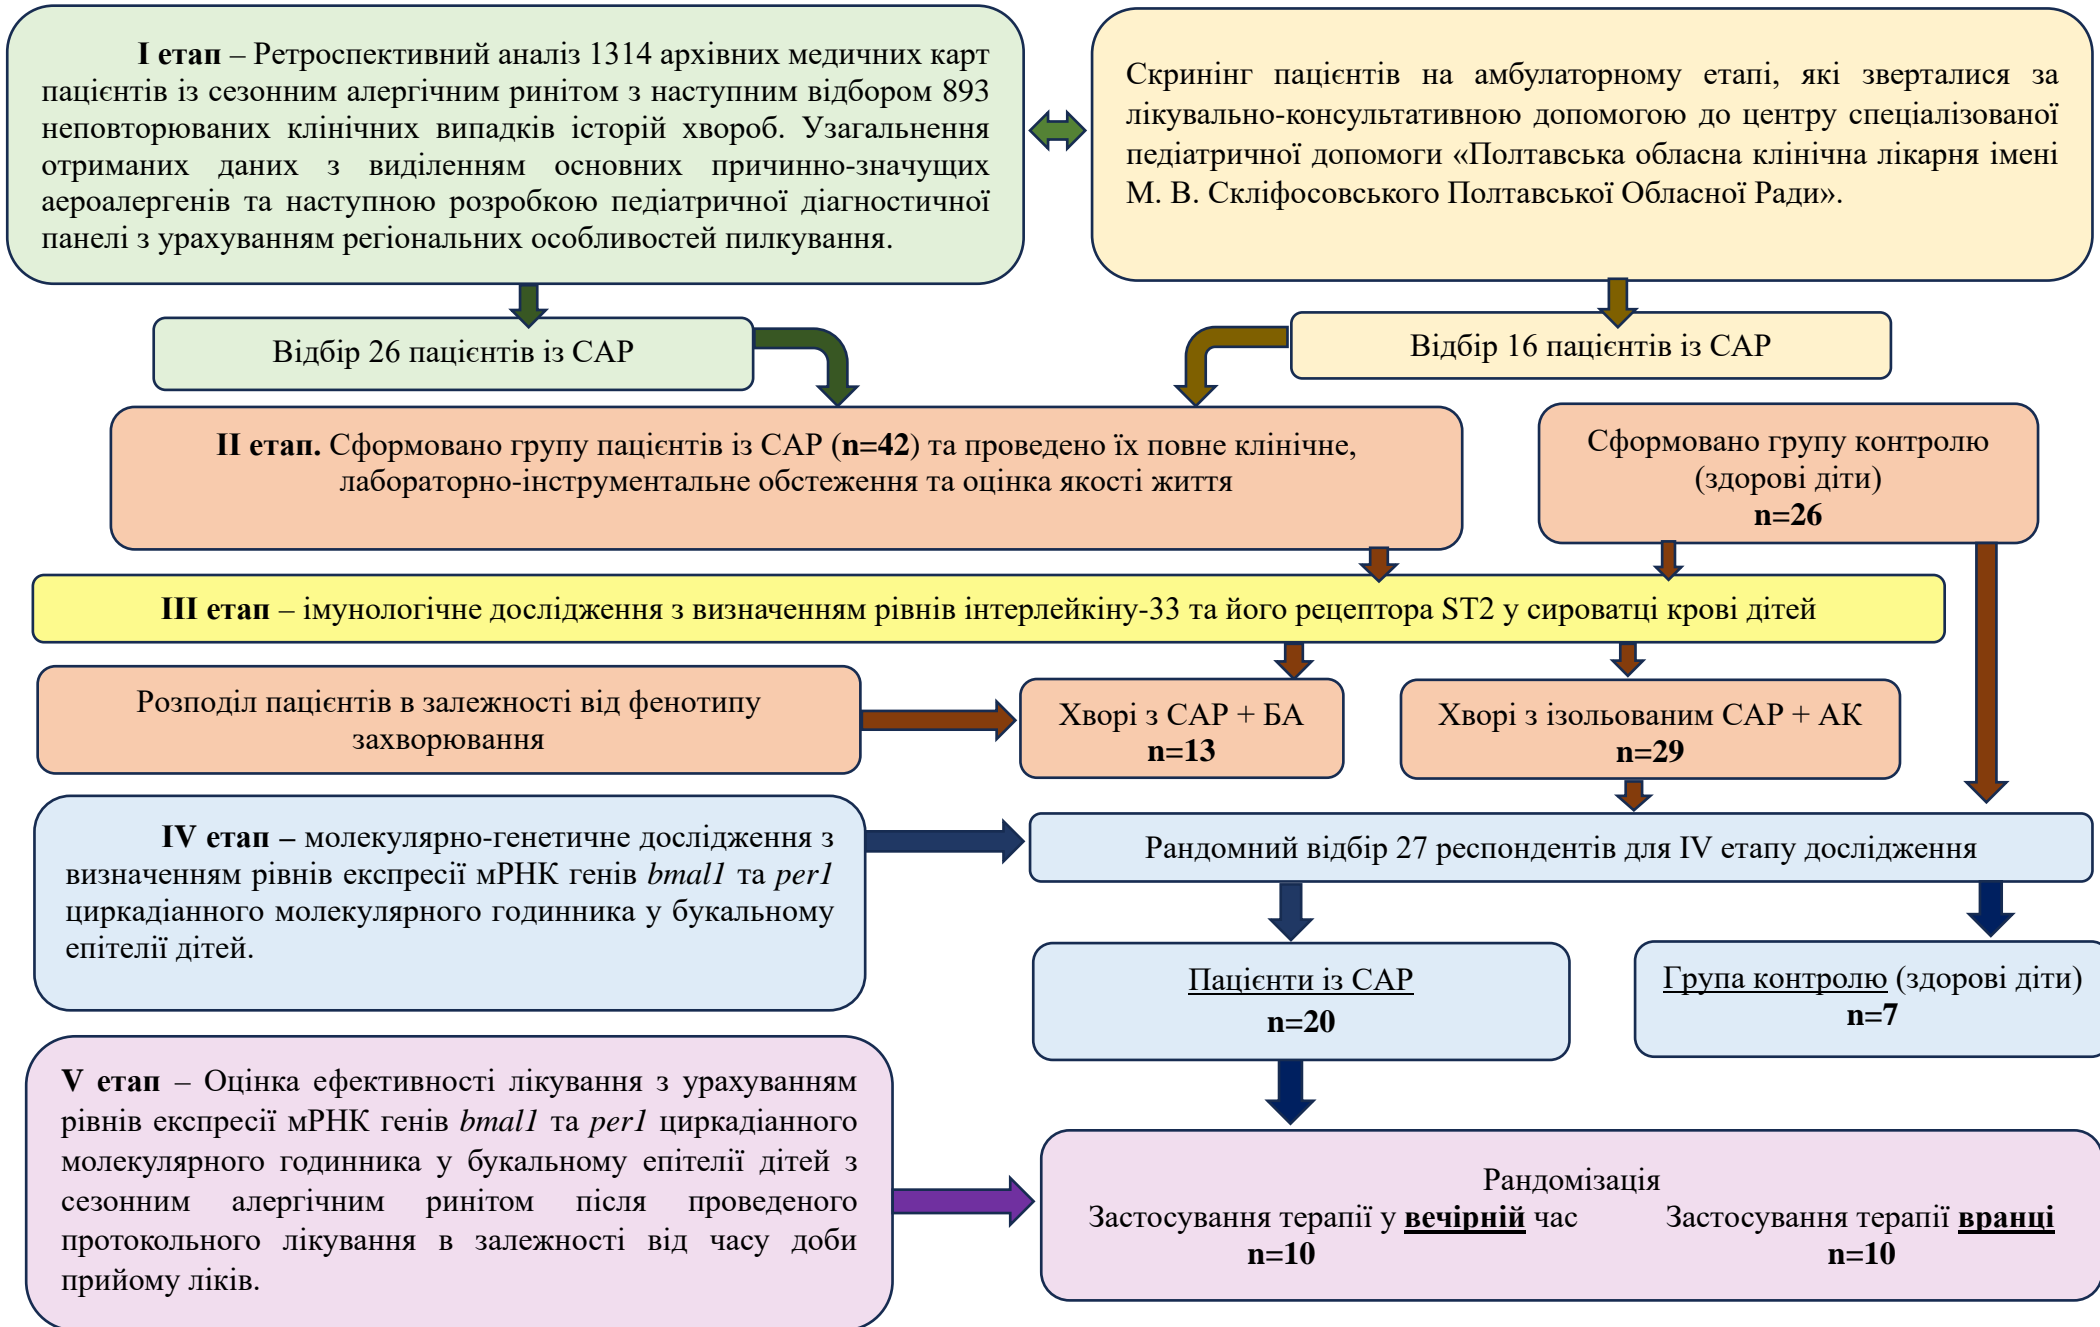 I етап – Ретроспективний аналіз 1314 архівних медичних карт
пацієнтів із сезонним алергічним ринітом з наступним відбором 893
неповторюваних клінічних випадків історій хвороб. Узагальнення
отриманих даних з виділенням основних причинно-значущих
аероалергенів та наступною розробкою педіатричної діагностичної
панелі з урахуванням регіональних особливостей пилкування.
Скринінг пацієнтів на амбулаторному етапі, які зверталися за
лікувально-консультативною допомогою до центру спеціалізованої
педіатричної допомоги «Полтавська обласна клінічна лікарня імені
М. В. Скліфосовського Полтавської Обласної Ради».
Відбір 26 пацієнтів із САР
Відбір 16 пацієнтів із САР
II етап. Сформовано групу пацієнтів із САР (n=42) та проведено їх повне клінічне,
лабораторно-інструментальне обстеження та оцінка якості життя
Сформовано групу контролю
(здорові діти)
n=26
III етап – імунологічне дослідження з визначенням рівнів інтерлейкіну-33 та його рецептора ST2 у сироватці крові дітей
Розподіл пацієнтів в залежності від фенотипу
захворювання
Хворі з САР + БА
n=13
Хворі з ізольованим САР + АК
n=29
IV етап – молекулярно-генетичне дослідження з
визначенням рівнів експресії мРНК генів bmal1 та per1
циркадіанного молекулярного годинника у букальному
епітелії дітей.
Рандомний відбір 27 респондентів для IV етапу дослідження
Пацієнти із САР
n=20
Група контролю (здорові діти)
n=7
V етап – Оцінка ефективності лікування з урахуванням
рівнів експресії мРНК генів bmal1 та per1 циркадіанного
молекулярного годинника у букальному епітелії дітей з
сезонним алергічним ринітом після проведеного
протокольного лікування в залежності від часу доби
прийому ліків.
Рандомізація
Застосування терапії у вечірній час Застосування терапії вранці
n=10 n=10